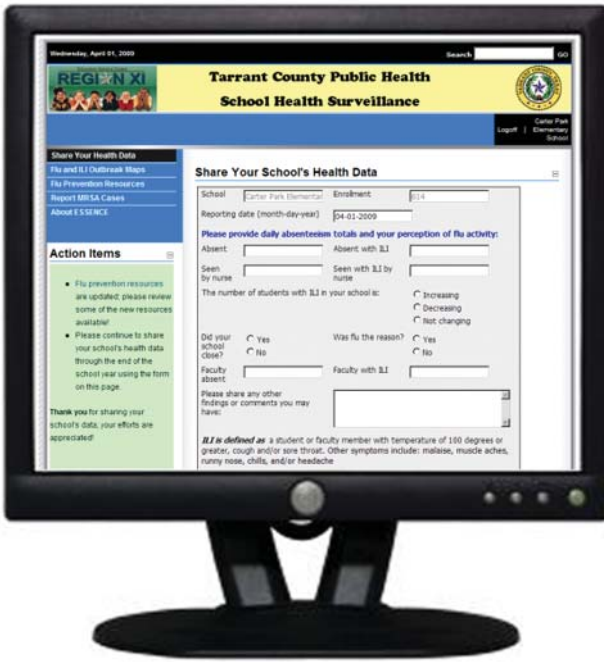 Wednesday, April 01, 2009
Search
GO
REGION XI
Tarrant County Public Health
School Health Surveillance
Logoff | Carter Park
Elementary
School
Share Your Health Data
Flu and ILI Outbreak Maps
Flu Prevention Resources
Report MRSA Cases
About ESSENCE
Action Items
• Flu prevention resources
are updated; please review
some of the new resources
available!
• Please continue to share
your school's health data
through the end of the
school year using the form
on this page.
Thank you for sharing your
school's data; your efforts are
appreciated!
Share Your School's Health Data
School Carter Park Elementar Enrollment 614
Reporting date (month-day-year) 04-01-2009
Please provide daily absenteeism totals and your perception of flu activity:
Absent Absent with ILI
Seen
by nurse
Seen with ILI by
nurse
The number of students with ILI in your school is:
Increasing
Decreasing
Not changing
Did your
school
close?
Yes
No
Was flu the reason?
Yes
No
Faculty
absent
Faculty with ILI
Please share any other
findings or comments you may
have:
ILI is defined as a student or faculty member with temperature of 100 degrees or
greater, cough and/or sore throat. Other symptoms include: malaise, muscle aches,
runny nose, chills, and/or headache